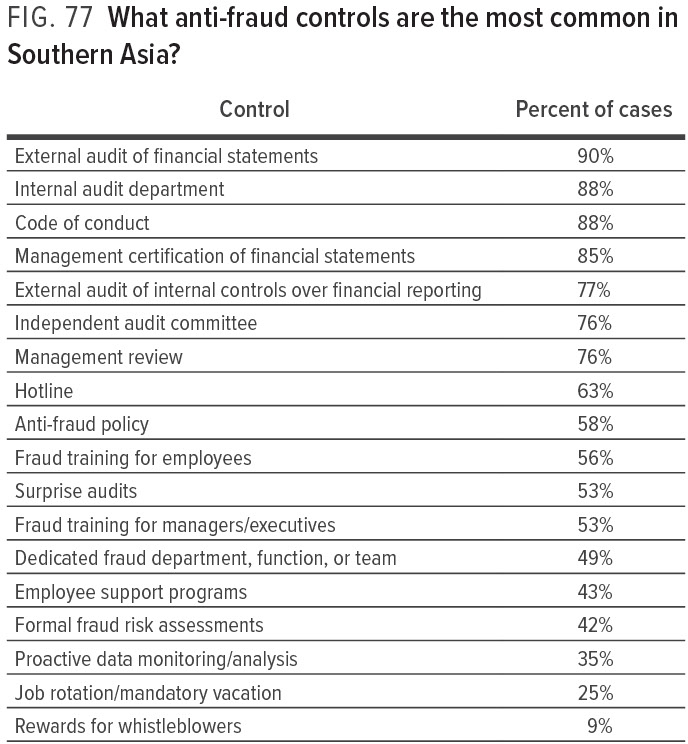 FIG. 77 What anti-fraud controls are the most common in
Southern Asia?
Control Percent of cases
External audit of financial statements 90%
Internal audit department 88%
Code of conduct 88%
Management certification of financial statements 85%
External audit of internal controls over financial reporting 77%
Independent audit committee 76%
Management review 76%
Hotline 63%
Anti-fraud policy 58%
Fraud training for employees 56%
Surprise audits 53%
Fraud training for managers/executives 53%
Dedicated fraud department, function, or team 49%
Employee support programs 43%
Formal fraud risk assessments 42%
Proactive data monitoring/analysis 35%
Job rotation/mandatory vacation 25%
Rewards for whistleblowers 9%